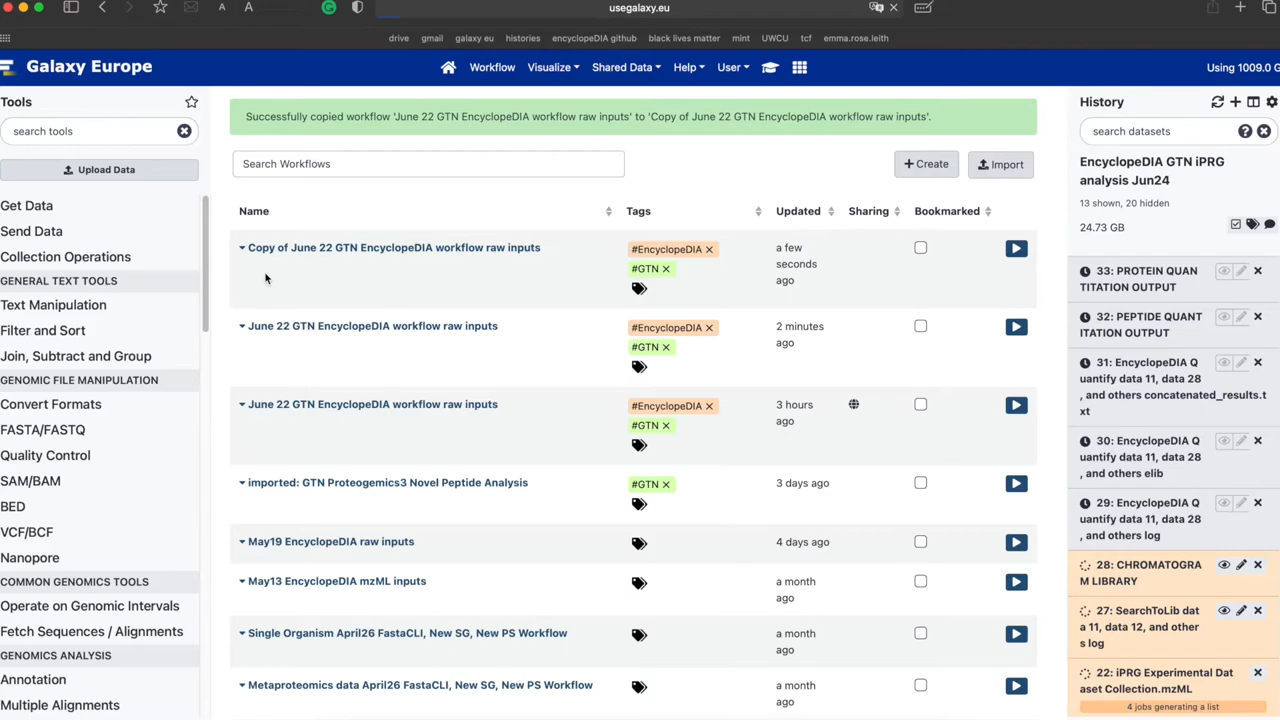 usegalaxy.eu
drive gmail galaxy eu histories encyclopeDIA github black lives matter mint UWCU tcf emma.rose.leith
Galaxy Europe
Workflow Visualize Shared Data Help User
Using 1009.0 G
Tools
search tools
Upload Data
Get Data
Send Data
Collection Operations
GENERAL TEXT TOOLS
Text Manipulation
Filter and Sort
Join, Subtract and Group
GENOMIC FILE MANIPULATION
Convert Formats
FASTA/FASTQ
Quality Control
SAM/BAM
BED
VCF/BCF
Nanopore
COMMON GENOMICS TOOLS
Operate on Genomic Intervals
Fetch Sequences / Alignments
GENOMICS ANALYSIS
Annotation
Multiple Alignments
Successfully copied workflow 'June 22 GTN EncyclopeDIA workflow raw inputs' to 'Copy of June 22 GTN EncyclopeDIA workflow raw inputs'.
Search Workflows
+ Create
Import
Name Tags Updated Sharing Bookmarked
Copy of June 22 GTN EncyclopeDIA workflow raw inputs
#EncyclopeDIA ×
#GTN ×
a few
seconds
ago
June 22 GTN EncyclopeDIA workflow raw inputs
#EncyclopeDIA ×
#GTN ×
2 minutes
ago
June 22 GTN EncyclopeDIA workflow raw inputs
#EncyclopeDIA ×
#GTN ×
3 hours
ago
imported: GTN Proteogemics3 Novel Peptide Analysis
#GTN ×
3 days ago
May19 EncyclopeDIA raw inputs
4 days ago
May13 EncyclopeDIA mzML inputs
a month
ago
Single Organism April26 FastaCLI, New SG, New PS Workflow
a month
ago
Metaproteomics data April26 FastaCLI, New SG, New PS Workflow
a month
ago
History
search datasets
EncyclopeDIA GTN iPRG
analysis Jun24
13 shown, 20 hidden
24.73 GB
33: PROTEIN QUAN
TITATION OUTPUT
32: PEPTIDE QUANT
ITATION OUTPUT
31: EncyclopeDIA Q
uantify data 11, data 28
, and others concatenated_results.t
xt
30: EncyclopeDIA Q
uantify data 11, data 28
, and others elib
29: EncyclopeDIA Q
uantify data 11, data 28
, and others log
28: CHROMATOGRA
M LIBRARY
27: SearchToLib dat
a 11, data 12, and other
s log
22: iPRG Experimental Dat
aset Collection.mzML
4 jobs generating a list